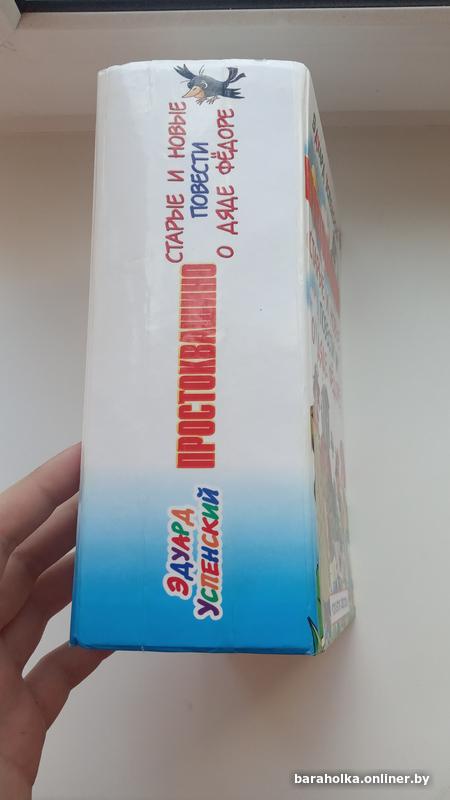 ЭДУАРД
УСПЕНСКИЙ
ПРОСТОКВАШИНО
СТАРЫЕ И НОВЫЕ
ПОВЕСТИ
О ДЯДЕ ФЁДОРЕ
baraholka.onliner.by